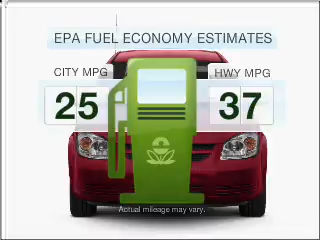 EPA FUEL ECONOMY ESTIMATES
CITY MPG
HWY MPG
25
37
Actual mileage may vary.